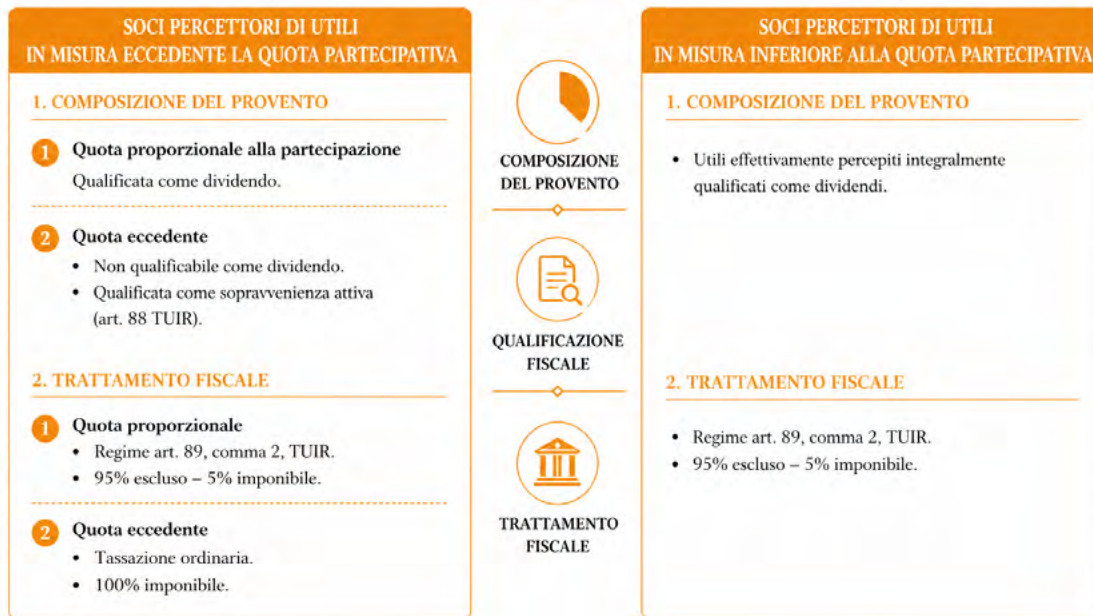 SOCI PERCETTORI DI UTILI
IN MISURA ECCEDENTE LA QUOTA PARTECIPATIVA
1. COMPOSIZIONE DEL PROVENTO
1 Quota proporzionale alla partecipazione
Qualificata come dividendo.
2 Quota eccedente
• Non qualificabile come dividendo.
• Qualificata come sopravvenienza attiva
(art. 88 TUIR).
2. TRATTAMENTO FISCALE
1 Quota proporzionale
• Regime art. 89, comma 2, TUIR.
• 95% escluso – 5% imponibile.
2 Quota eccedente
• Tassazione ordinaria.
• 100% imponibile.
COMPOSIZIONE
DEL PROVENTO
QUALIFICAZIONE
FISCALE
TRATTAMENTO
FISCALE
SOCI PERCETTORI DI UTILI
IN MISURA INFERIORE ALLA QUOTA PARTECIPATIVA
1. COMPOSIZIONE DEL PROVENTO
• Utili effettivamente percepiti integralmente
qualificati come dividendi.
2. TRATTAMENTO FISCALE
• Regime art. 89, comma 2, TUIR.
• 95% escluso – 5% imponibile.